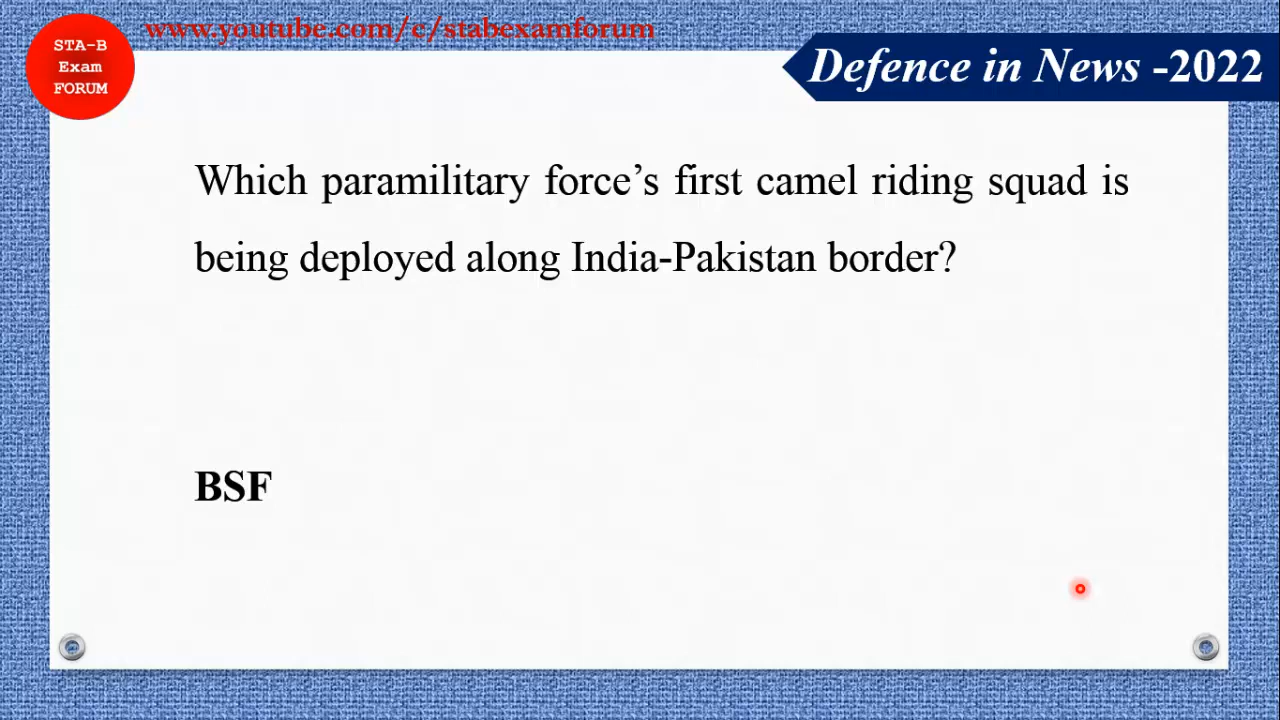 www.youtube.com/c/stabexamforum
STA-B
Exam
FORUM
Defence in News -2022
Which paramilitary force’s first camel riding squad is
being deployed along India-Pakistan border?
BSF